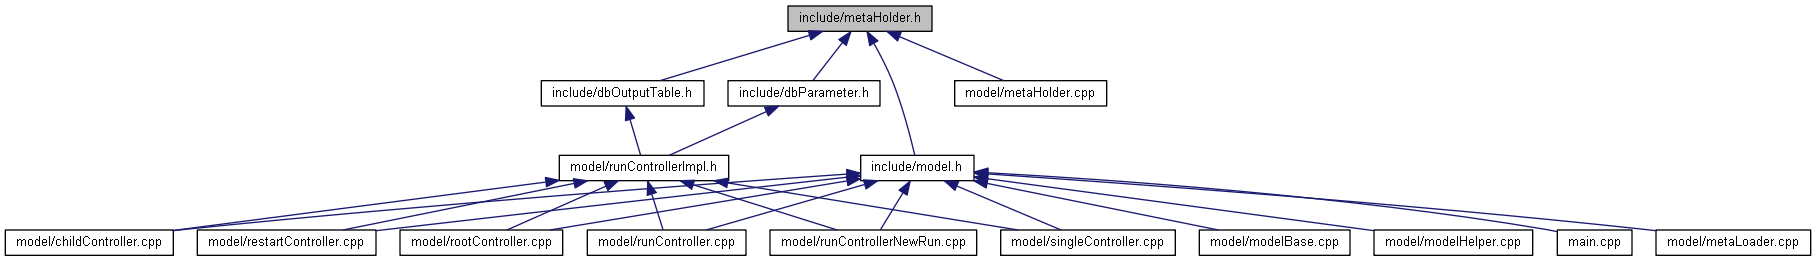 include/metaHolder.h
include/dbOutputTable.h
include/dbParameter.h
model/metaHolder.cpp
model/runControllerImpl.h
include/model.h
model/childController.cpp
model/restartController.cpp
model/rootController.cpp
model/runController.cpp
model/runControllerNewRun.cpp
model/singleController.cpp
model/modelBase.cpp
model/modelHelper.cpp
main.cpp
model/metaLoader.cpp